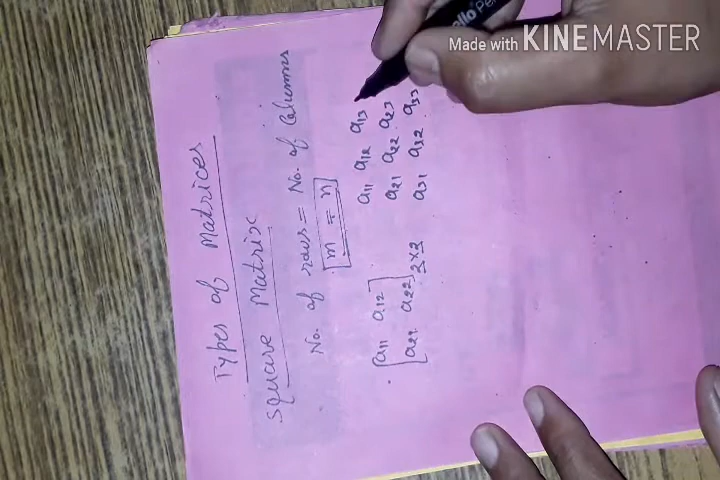 Types of Matrices
Square Matrix
No. of rows = No. of Columns
[m = n]
[a11 a12
a21 a22] 2×2
a11 a12 a13
a21 a22 a23
a31 a32 a33
Made with KINEMASTER